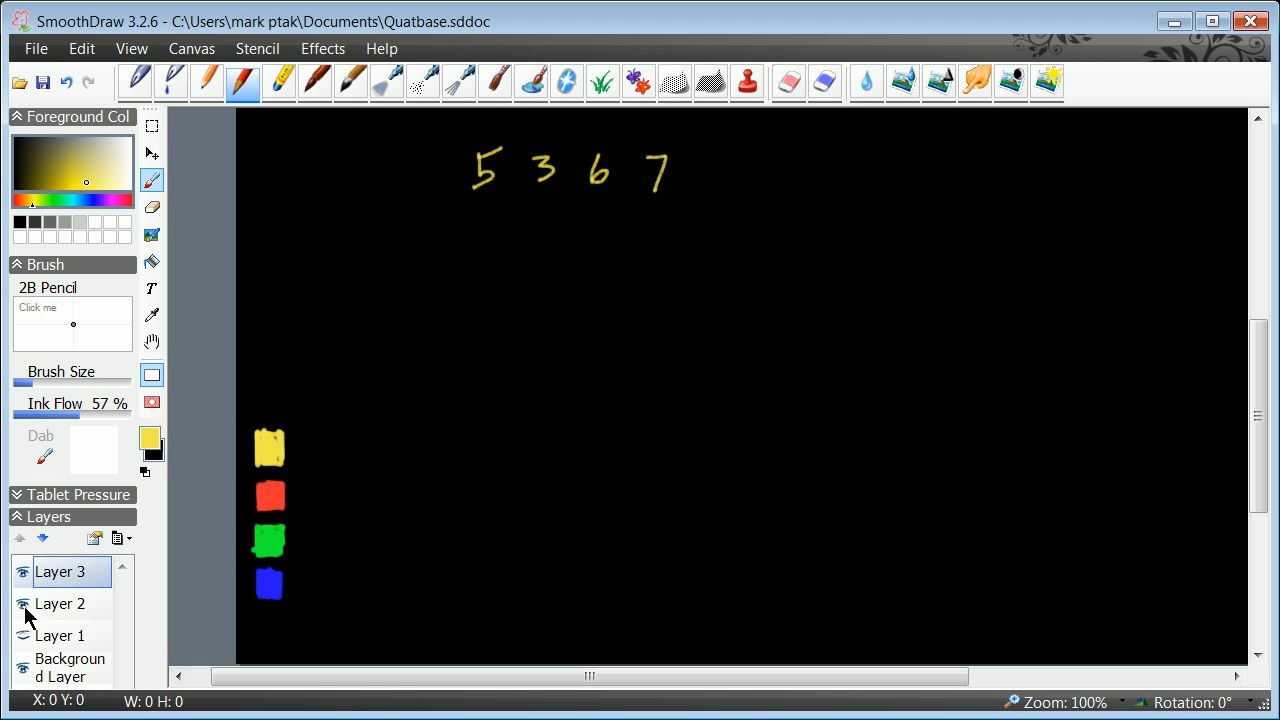 SmoothDraw 3.2.6 - C:\Users\mark ptak\Documents\Quatbase.sddoc
File Edit View Canvas Stencil Effects Help
Foreground Col
5 3 6 7
Brush
2B Pencil
Click me
Brush Size
Ink Flow 57 %
Dab
Tablet Pressure
Layers
Layer 3
Layer 2
Layer 1
Backgroun
d Layer
X: 0 Y: 0 W: 0 H: 0 Zoom: 100% Rotation: 0°